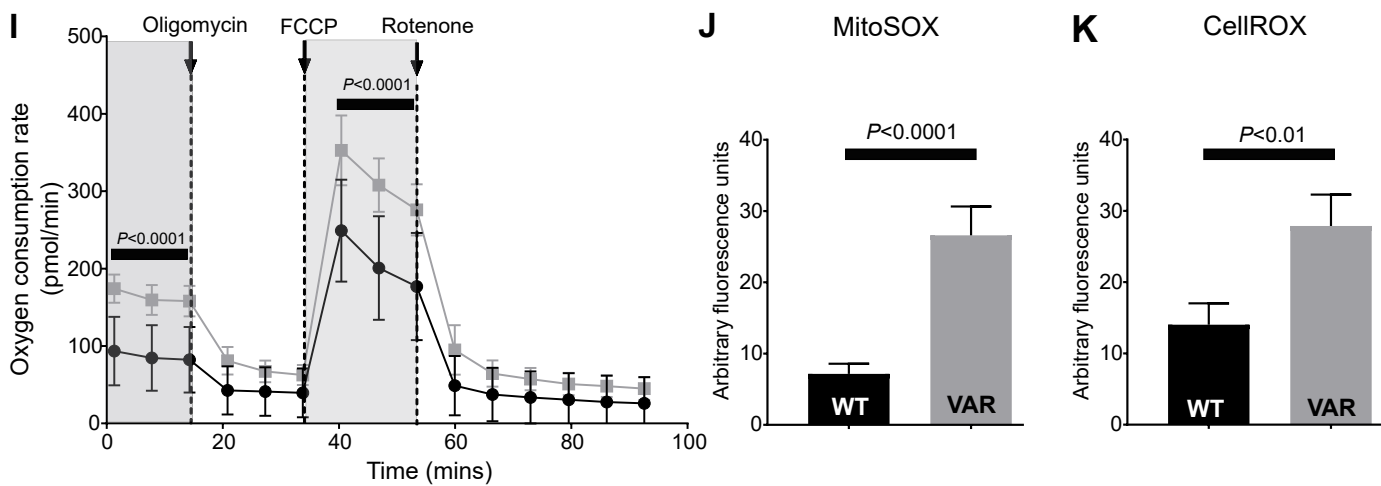 I
Oligomycin
FCCP
Rotenone
500
400
300
200
100
0
P<0.0001
P<0.0001
Oxygen consumption rate
(pmol/min)
0
20
40
60
80
100
Time (mins)
J
MitoSOX
P<0.0001
40
30
20
10
0
Arbitrary fluorescence units
WT
VAR
K
CellROX
P<0.01
40
30
20
10
0
Arbitrary fluorescence units
WT
VAR